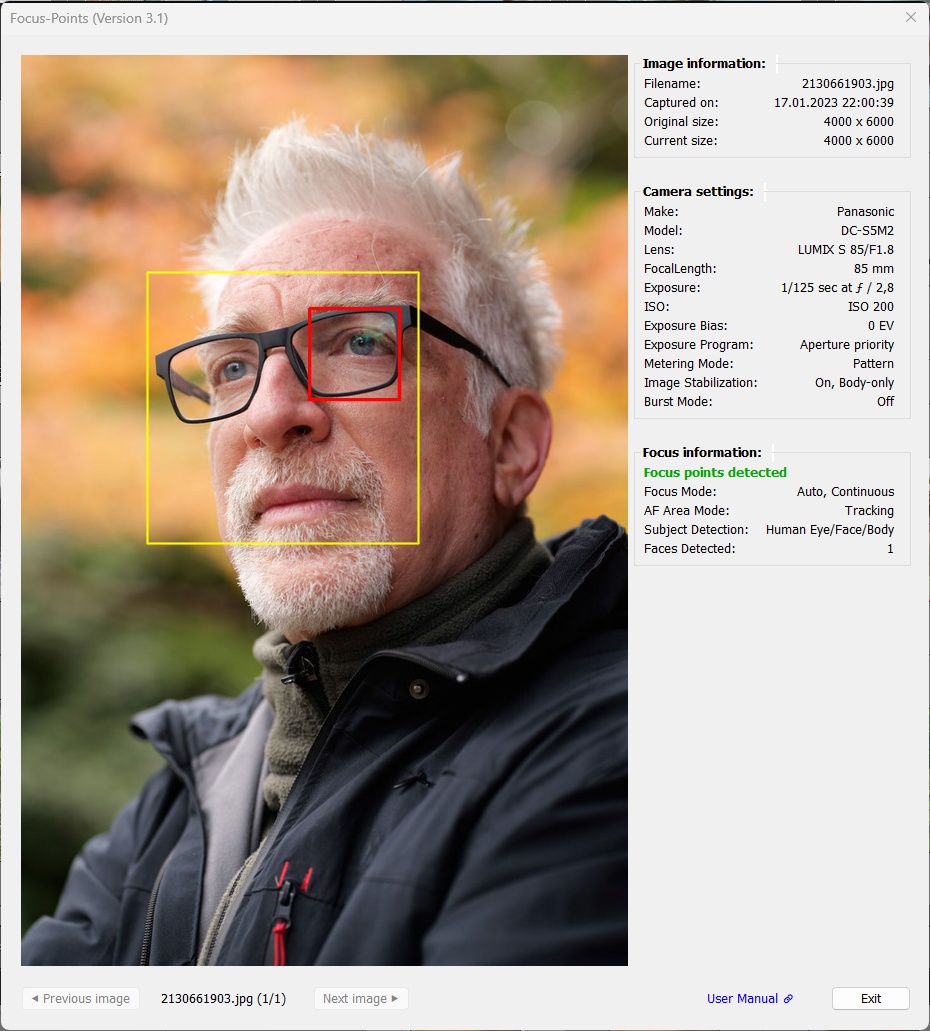 Focus-Points (Version 3.1)
Image information:
Filename: 2130661903.jpg
Captured on: 17.01.2023 22:00:39
Original size: 4000 x 6000
Current size: 4000 x 6000
Camera settings:
Make: Panasonic
Model: DC-S5M2
Lens: LUMIX S 85/F1.8
FocalLength: 85 mm
Exposure: 1/125 sec at ƒ / 2,8
ISO: ISO 200
Exposure Bias: 0 EV
Exposure Program: Aperture priority
Metering Mode: Pattern
Image Stabilization: On, Body-only
Burst Mode: Off
Focus information:
Focus points detected
Focus Mode: Auto, Continuous
AF Area Mode: Tracking
Subject Detection: Human Eye/Face/Body
Faces Detected: 1
Previous image 2130661903.jpg (1/1) Next image User Manual Exit